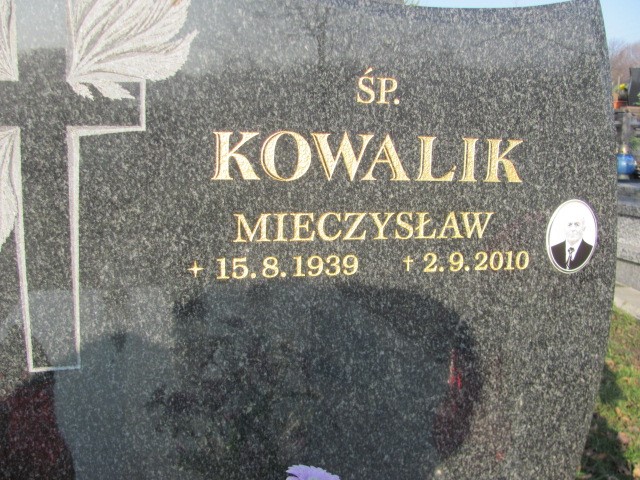 ŚP.
KOWALIK
MIECZYSŁAW
+ 15.8.1939 † 2.9.2010